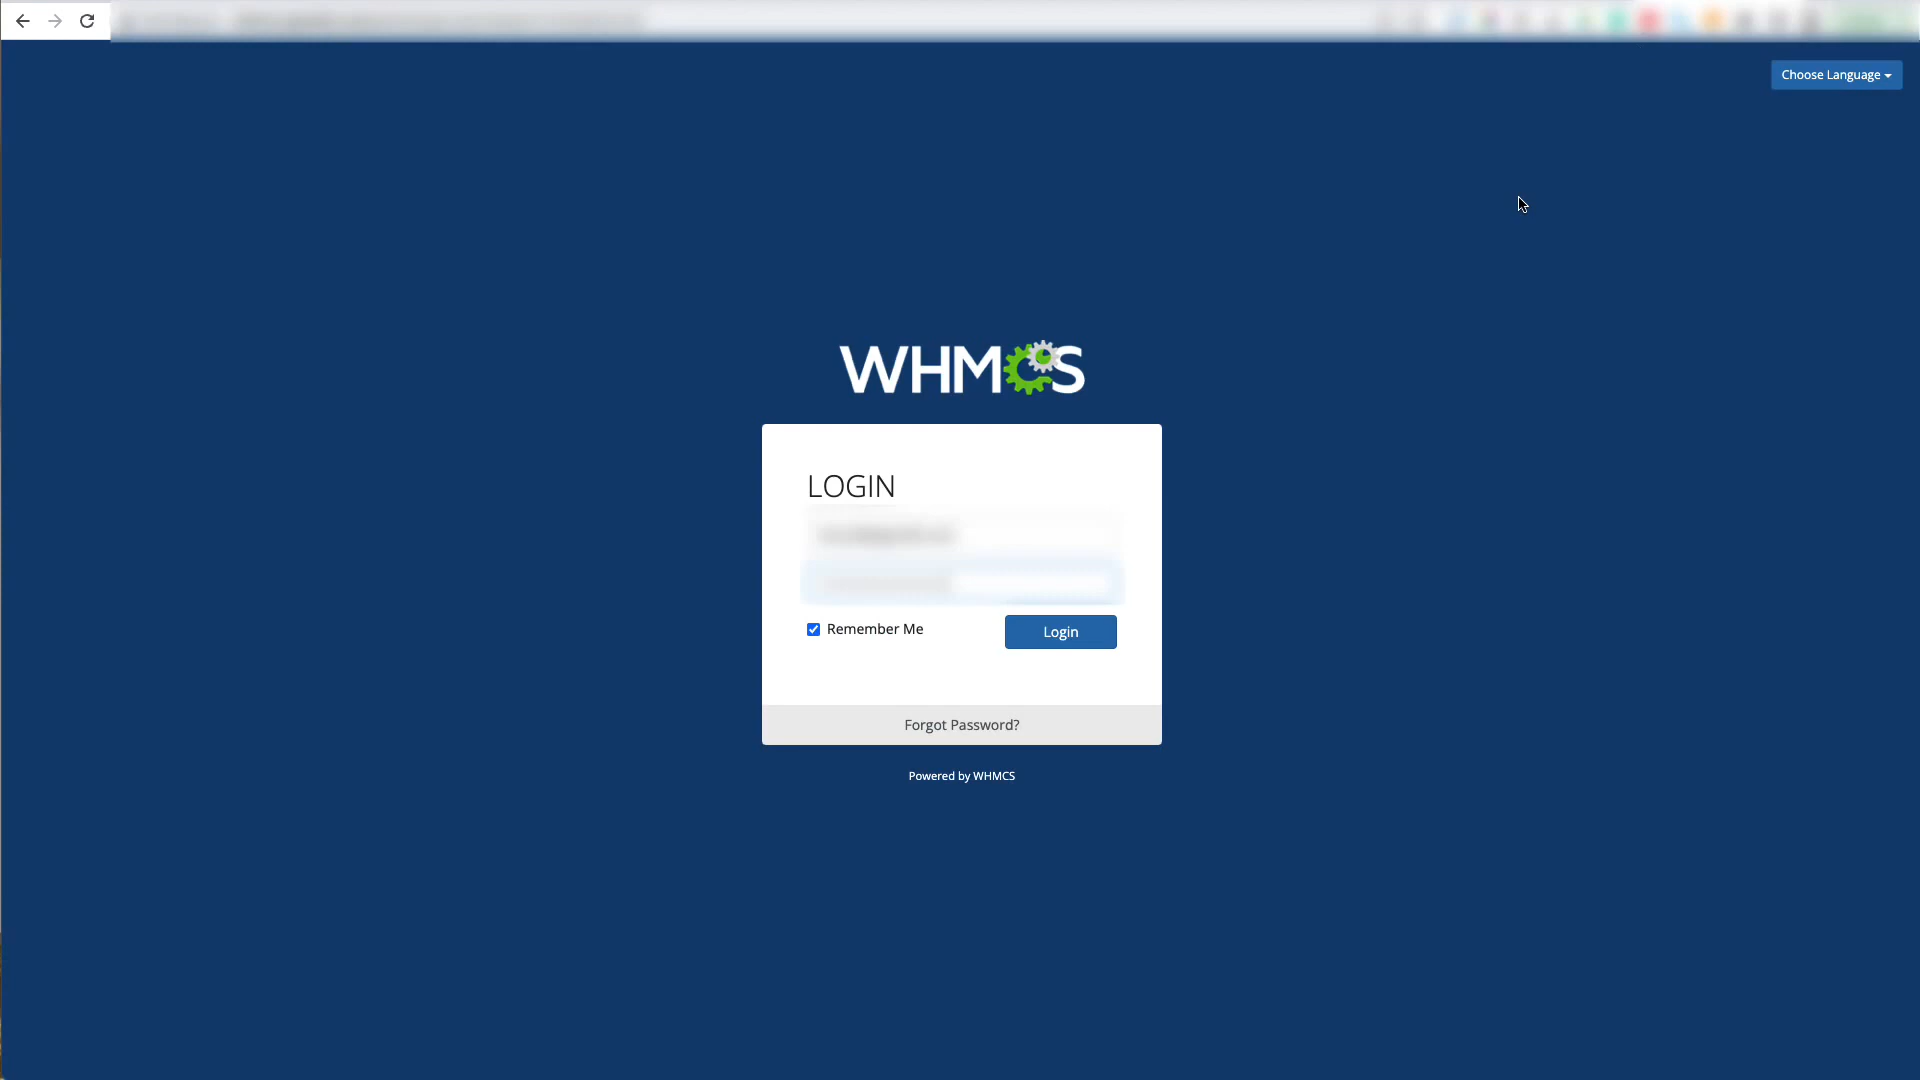 Choose Language
WHMCS
LOGIN
Remember Me
Login
Forgot Password?
Powered by WHMCS